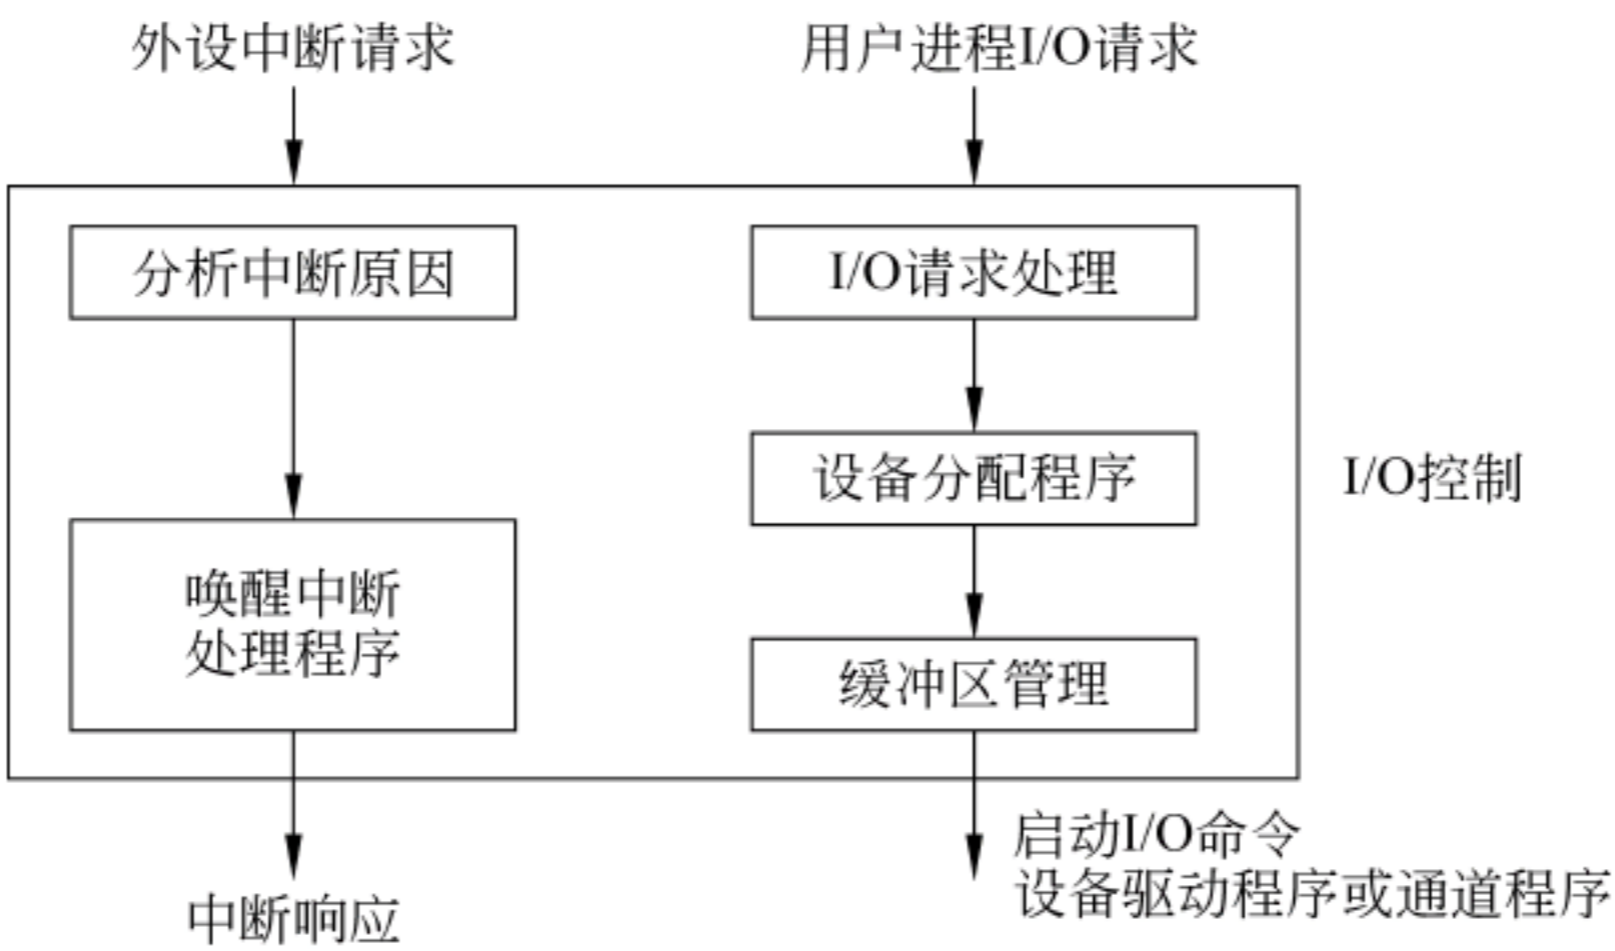 外设中断请求
用户进程I/O请求
分析中断原因
I/O请求处理
设备分配程序
I/O控制
唤醒中断
处理程序
缓冲区管理
启动I/O命令
设备驱动程序或通道程序
中断响应